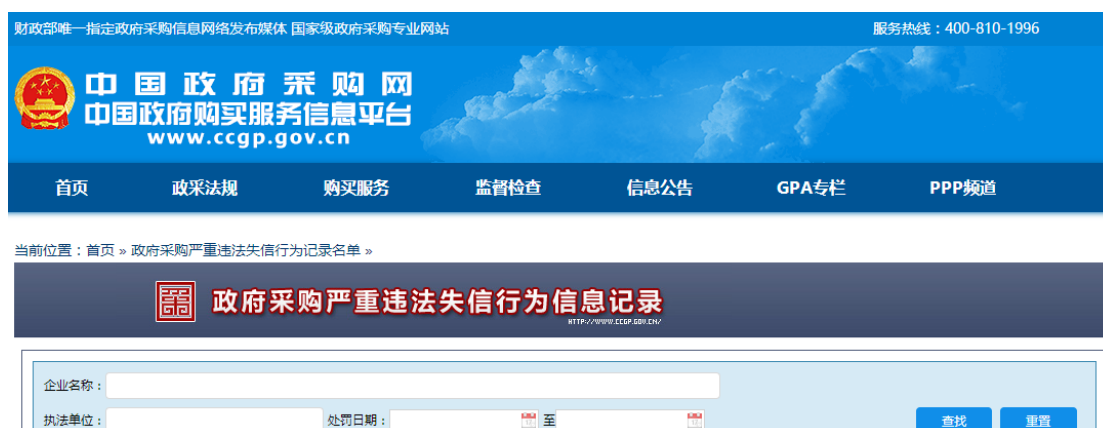 财政部唯一指定政府采购信息网络发布媒体 国家级政府采购专业网站 服务热线：400-810-1996
中国政府采购网
中国政府购买服务信息平台
www.ccgp.gov.cn
首页 政采法规 购买服务 监督检查 信息公告 GPA专栏 PPP频道
当前位置：首页 » 政府采购严重违法失信行为记录名单 »
政府采购严重违法失信行为信息记录
HTTP://WWW.CCGP.GOV.CN/
企业名称：
执法单位： 处罚日期： 至 查找 重置